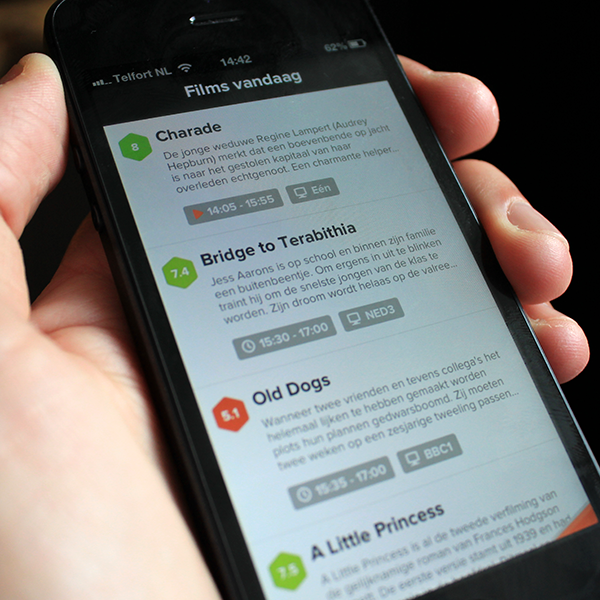 Telfort NL 14:42 62%
Films vandaag
8 Charade
De jonge weduwe Regine Lampert (Audrey
Hepburn) merkt dat een boevenbende op jacht
is naar het gestolen kapitaal van haar
overleden echtgenoot. Een charmante helper...
14:05 - 15:55 Eén
7.4 Bridge to Terabithia
Jess Aarons is op school en binnen zijn familie
een buitenbeentje. Om ergens in uit te blinken
traint hij om de snelste jongen van de klas te
worden. Zijn droom wordt helaas op de valree...
15:30 - 17:00 NED3
5.1 Old Dogs
Wanneer twee vrienden en tevens collega's het
helemaal lijken te hebben gemaakt worden
plots hun plannen gedwarsboomd. Zij moeten
twee weken op een zesjarige tweeling passen...
15:35 - 17:00 BBC1
7.5 A Little Princess
A Little Princess is al de tweede verfilming van
de gelijknamige roman van Frances Hodgson
. De eerste versie stamt uit 1939 en had